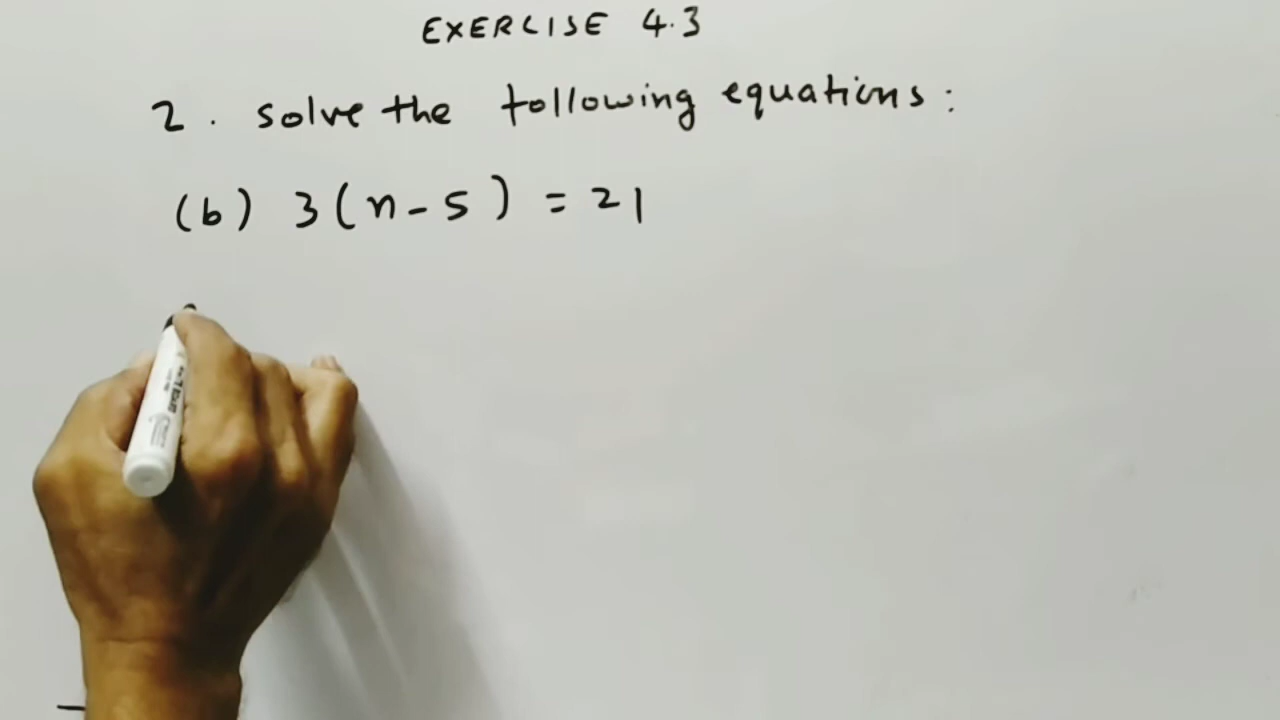 EXERCISE 4.3
2. solve the following equations:
(b) 3(n-5) = 21